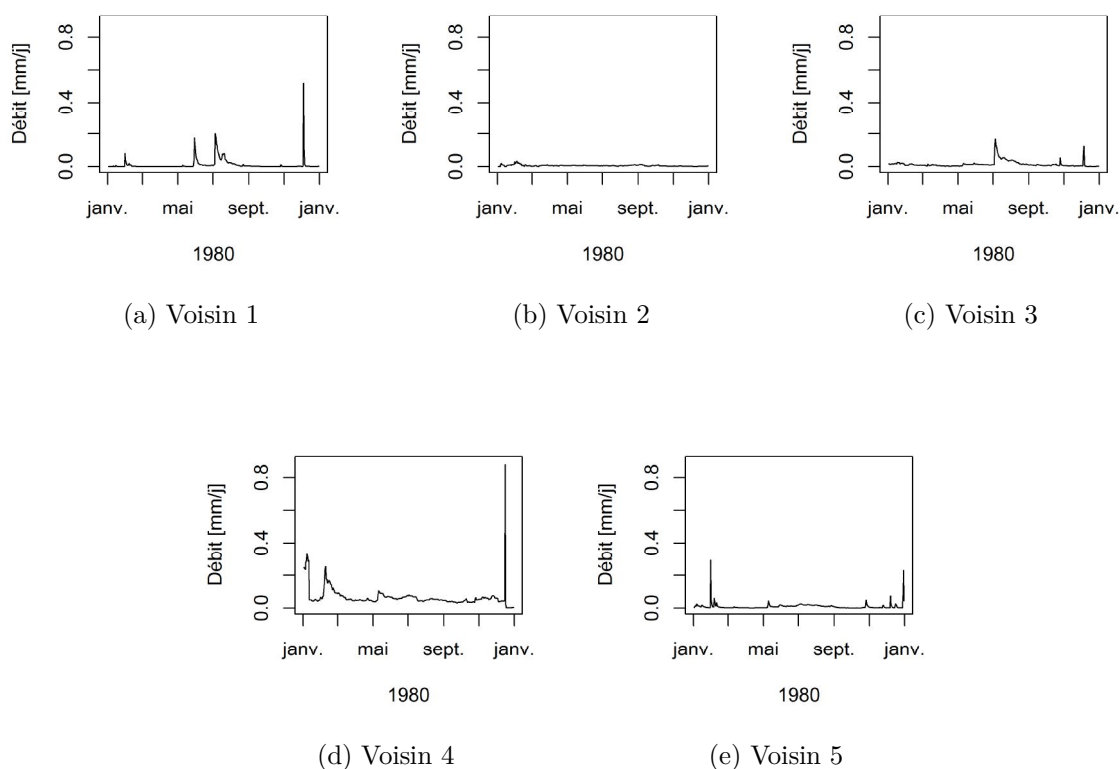 Débit [mm/j]
0.8
0.4
0.0
janv. mai sept. janv.
1980
(a) Voisin 1
Débit [mm/j]
0.8
0.4
0.0
janv. mai sept. janv.
1980
(b) Voisin 2
Débit [mm/j]
0.8
0.4
0.0
janv. mai sept. janv.
1980
(c) Voisin 3
Débit [mm/j]
0.8
0.4
0.0
janv. mai sept. janv.
1980
(d) Voisin 4
Débit [mm/j]
0.8
0.4
0.0
janv. mai sept. janv.
1980
(e) Voisin 5